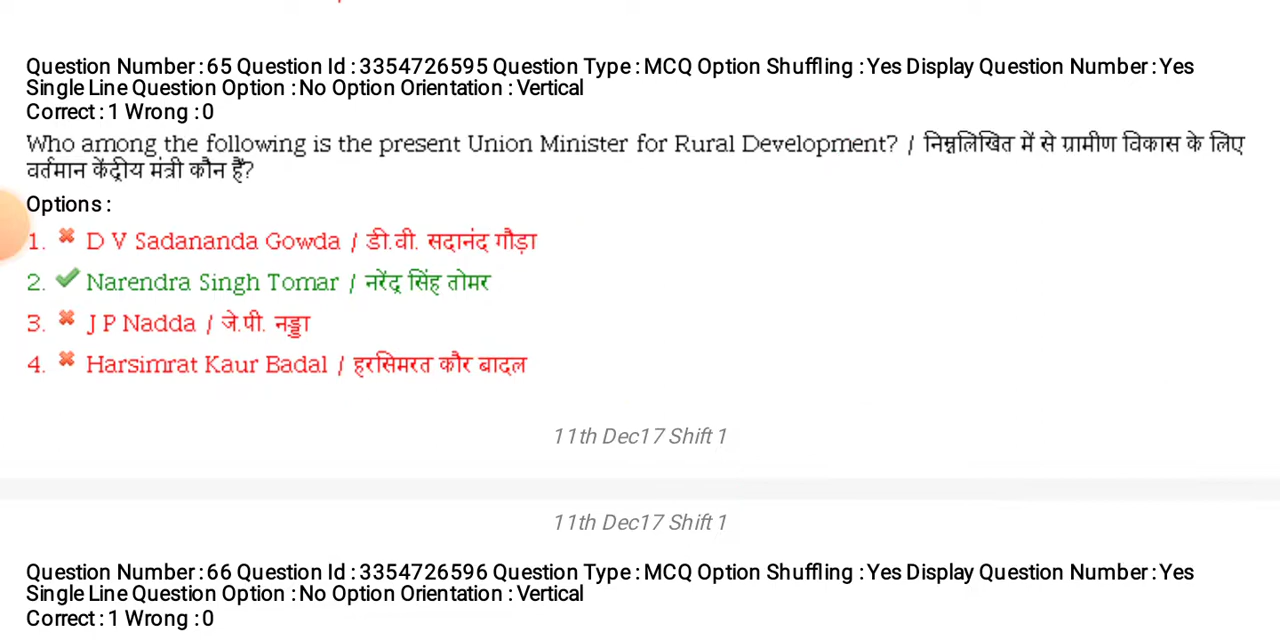 Question Number : 65 Question Id : 3354726595 Question Type : MCQ Option Shuffling : Yes Display Question Number : Yes
Single Line Question Option : No Option Orientation : Vertical
Correct : 1 Wrong : 0
Who among the following is the present Union Minister for Rural Development? / निम्नलिखित में से ग्रामीण विकास के लिए
वर्तमान केंद्रीय मंत्री कौन हैं?
Options :
1. D V Sadananda Gowda / डी.वी. सदानंद गौड़ा
2. Narendra Singh Tomar / नरेंद्र सिंह तोमर
3. J P Nadda / जे.पी. नड्डा
4. Harsimrat Kaur Badal / हरसिमरत कौर बादल
11th Dec17 Shift 1
11th Dec17 Shift 1
Question Number : 66 Question Id : 3354726596 Question Type : MCQ Option Shuffling : Yes Display Question Number : Yes
Single Line Question Option : No Option Orientation : Vertical
Correct : 1 Wrong : 0